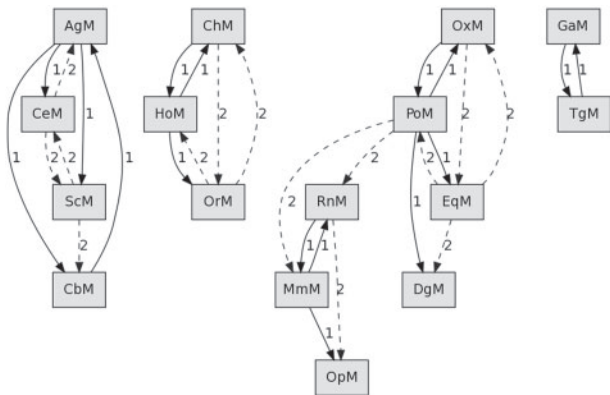 AgM ChM OxM GaM
1 2 1 1 1 1 1 1
CeM HoM PoM TgM
1 1 2 2 2
2 2 1 2 2 1 2
1 2 RnM 1 EqM
ScM OrM
2 1 1 2 2
CbM MmM DgM
1
OpM